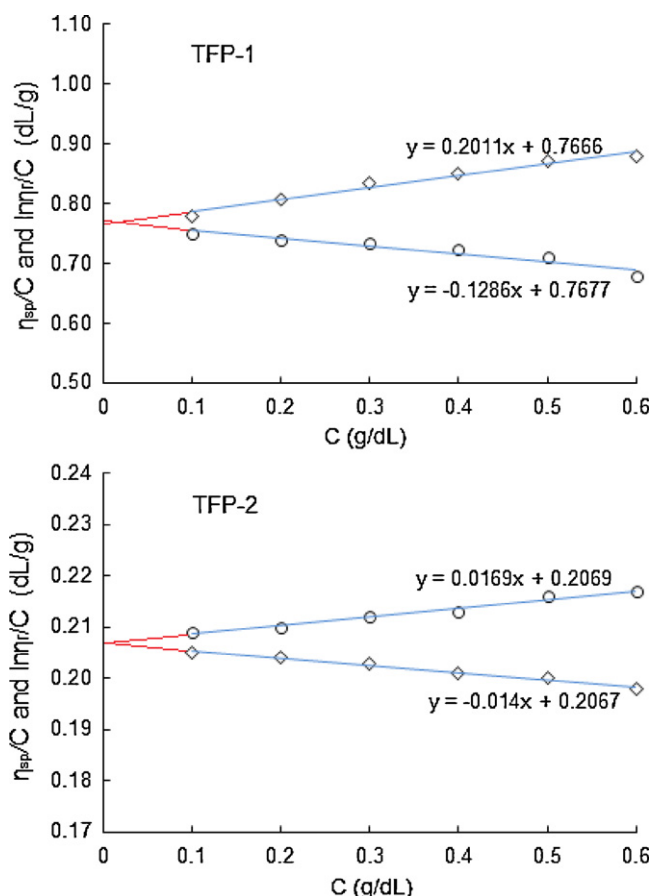 TFP-1
1.10
1.00
0.90
0.80
0.70
0.60
0.50
ηsp/C and lnηr/C (dL/g)
y = 0.2011x + 0.7666
y = -0.1286x + 0.7677
0 0.1 0.2 0.3 0.4 0.5 0.6
C (g/dL)
TFP-2
0.24
0.23
0.22
0.21
0.20
0.19
0.18
0.17
ηsp/C and lnηr/C (dL/g)
y = 0.0169x + 0.2069
y = -0.014x + 0.2067
0 0.1 0.2 0.3 0.4 0.5 0.6
C (g/dL)